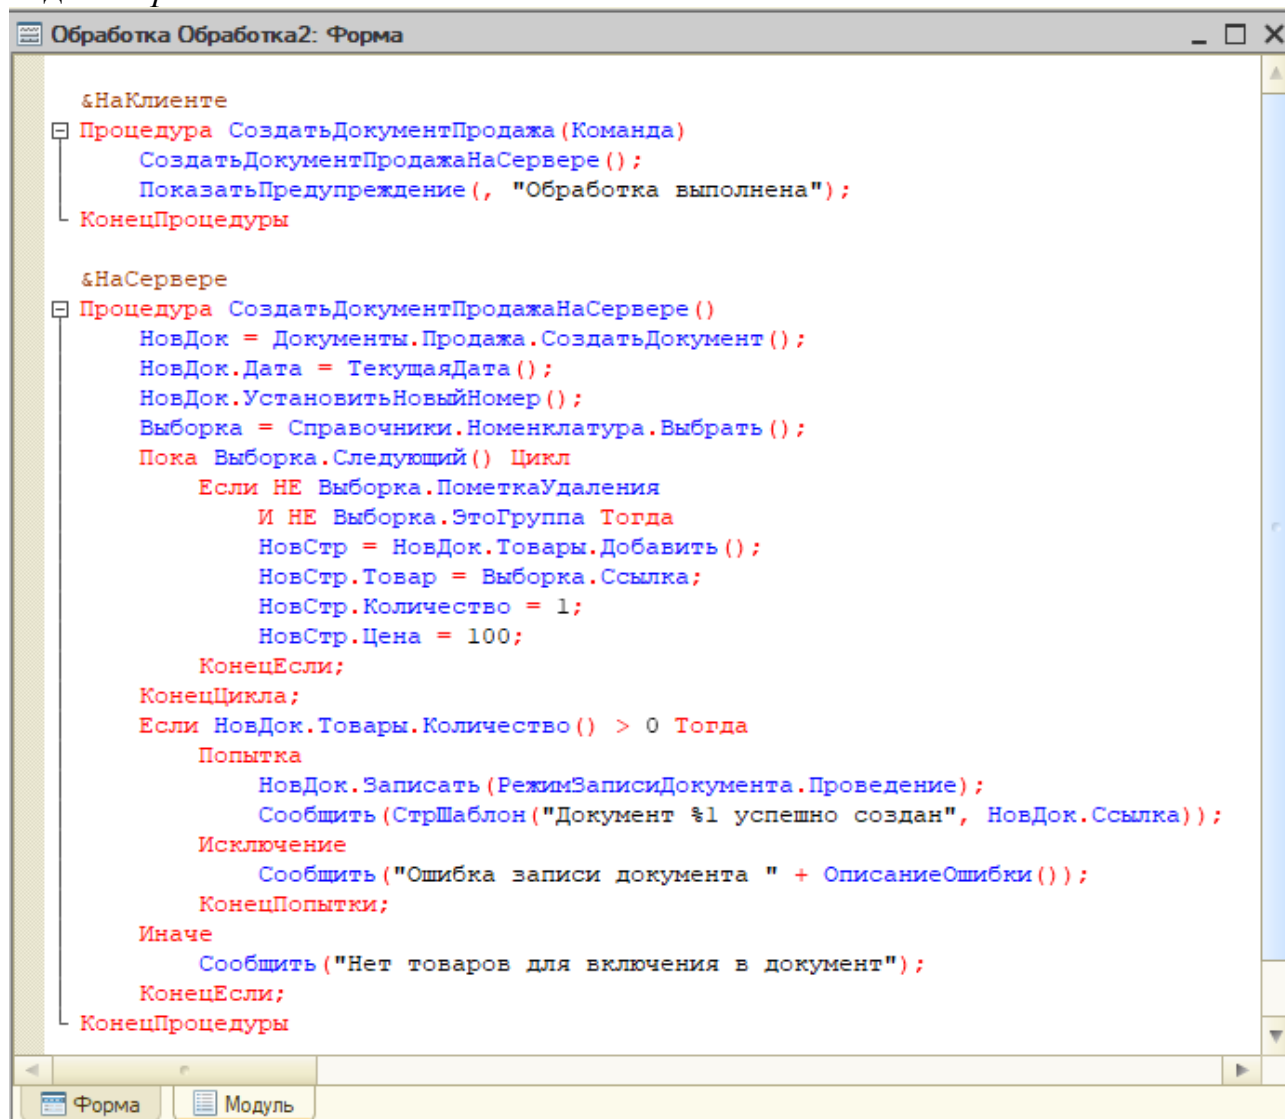 Обработка Обработка2: Форма
&НаКлиенте
Процедура СоздатьДокументПродажа(Команда)
СоздатьДокументПродажаНаСервере();
ПоказатьПредупреждение(, "Обработка выполнена");
КонецПроцедуры
&НаСервере
Процедура СоздатьДокументПродажаНаСервере()
НовДок = Документы.Продажа.СоздатьДокумент();
НовДок.Дата = ТекущаяДата();
НовДок.УстановитьНовыйНомер();
Выборка = Справочники.Номенклатура.Выбрать();
Пока Выборка.Следующий() Цикл
Если НЕ Выборка.ПометкаУдаления
И НЕ Выборка.ЭтоГруппа Тогда
НовСтр = НовДок.Товары.Добавить();
НовСтр.Товар = Выборка.Ссылка;
НовСтр.Количество = 1;
НовСтр.Цена = 100;
КонецЕсли;
КонецЦикла;
Если НовДок.Товары.Количество() > 0 Тогда
Попытка
НовДок.Записать(РежимЗаписиДокумента.Проведение);
Сообщить(СтрШаблон("Документ %1 успешно создан", НовДок.Ссылка));
Исключение
Сообщить("Ошибка записи документа " + ОписаниеОшибки());
КонецПопытки;
Иначе
Сообщить("Нет товаров для включения в документ");
КонецЕсли;
КонецПроцедуры
Форма Модуль